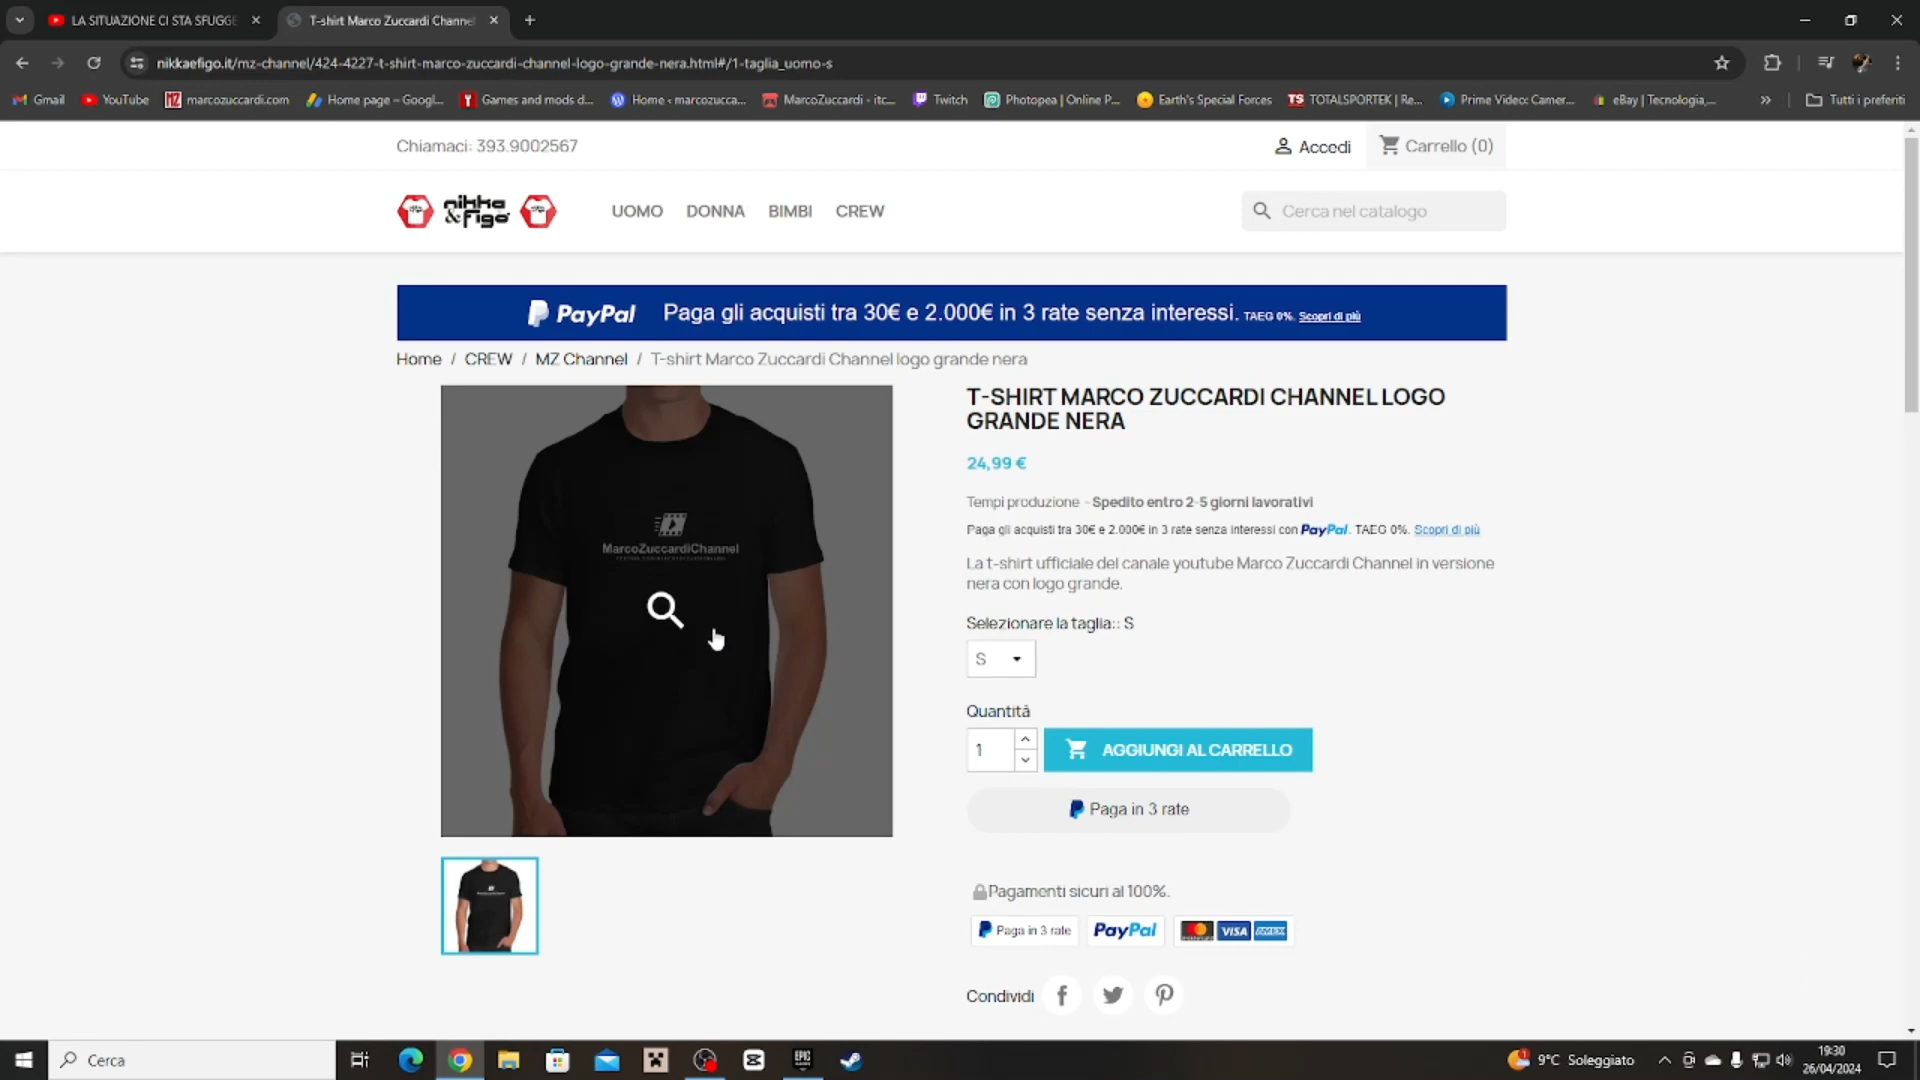 LA SITUAZIONE CI STA SFUGGE
T-shirt Marco Zuccardi Channel
nikkaefigo.it/mz-channel/424-4227-t-shirt-marco-zuccardi-channel-logo-grande-nera.html#/1-taglia_uomo-s
Gmail YouTube marcozuccardi.com Home page – Googl... Games and mods d... Home ‹ marcozucca... MarcoZuccardi - itc... Twitch Photopea | Online P... Earth's Special Forces TOTALSPORTEK | Re... Prime Video: Camer... eBay | Tecnologia,... » Tutti i preferiti
Chiamaci: 393.9002567
Accedi Carrello (0)
nikka &figo UOMO DONNA BIMBI CREW Cerca nel catalogo
PayPal Paga gli acquisti tra 30€ e 2.000€ in 3 rate senza interessi. TAEG 0%. Scopri di più
Home / CREW / MZ Channel / T-shirt Marco Zuccardi Channel logo grande nera
MarcoZuccardiChannel
T-SHIRT MARCO ZUCCARDI CHANNEL LOGO
GRANDE NERA
24,99 €
Tempi produzione - Spedito entro 2-5 giorni lavorativi
Paga gli acquisti tra 30€ e 2.000€ in 3 rate senza interessi con PayPal. TAEG 0%. Scopri di più
La t-shirt ufficiale del canale youtube Marco Zuccardi Channel in versione
nera con logo grande.
Selezionare la taglia:: S
S
Quantità
1 AGGIUNGI AL CARRELLO
Paga in 3 rate
Pagamenti sicuri al 100%.
Paga in 3 rate PayPal VISA AMEX
Condividi
Cerca
EPIC
9°C Soleggiato
19:30
26/04/2024